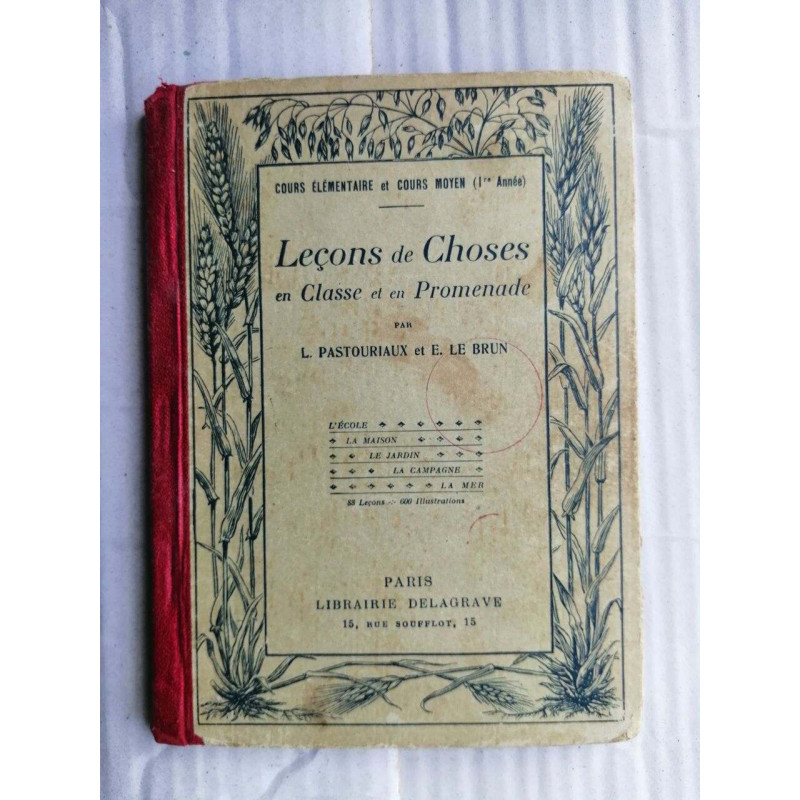 COURS ÉLÉMENTAIRE et COURS MOYEN (1re Année)
Leçons de Choses
en Classe et en Promenade
PAR
L. PASTOURIAUX et E. LE BRUN
L'ÉCOLE
LA MAISON
LE JARDIN
LA CAMPAGNE
LA MER
Leçons :- 600 Illustrations
PARIS
LIBRAIRIE DELAGRAVE
15, RUE SOUFFLOT, 15